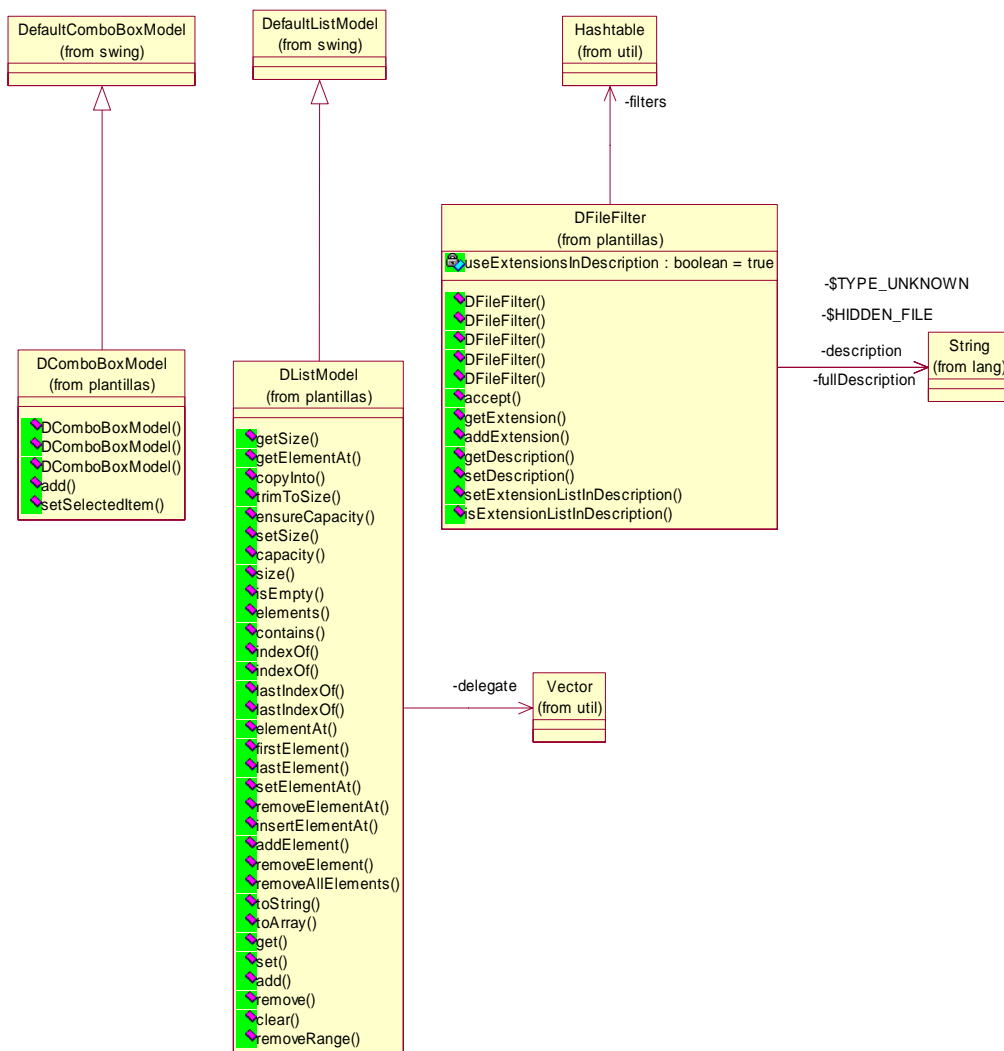 DefaultComboBoxModel
(from swing)
DefaultListModel
(from swing)
Hashtable
(from util)
-filters
DFileFilter
(from plantillas)
useExtensionsInDescription : boolean = true
DFileFilter()
DFileFilter()
DFileFilter()
DFileFilter()
DFileFilter()
accept()
getExtension()
addExtension()
getDescription()
setDescription()
setExtensionListInDescription()
isExtensionListInDescription()
-$TYPE_UNKNOWN
-$HIDDEN_FILE
-description
-fullDescription
String
(from lang)
DComboBoxModel
(from plantillas)
DComboBoxModel()
DComboBoxModel()
DComboBoxModel()
add()
setSelectedItem()
DListModel
(from plantillas)
getSize()
getElementAt()
copyInto()
trimToSize()
ensureCapacity()
setSize()
capacity()
size()
isEmpty()
elements()
contains()
indexOf()
indexOf()
lastIndexOf()
lastIndexOf()
elementAt()
firstElement()
lastElement()
setElementAt()
removeElementAt()
insertElementAt()
addElement()
removeElement()
removeAllElements()
toString()
toArray()
get()
set()
add()
remove()
clear()
removeRange()
-delegate
Vector
(from util)